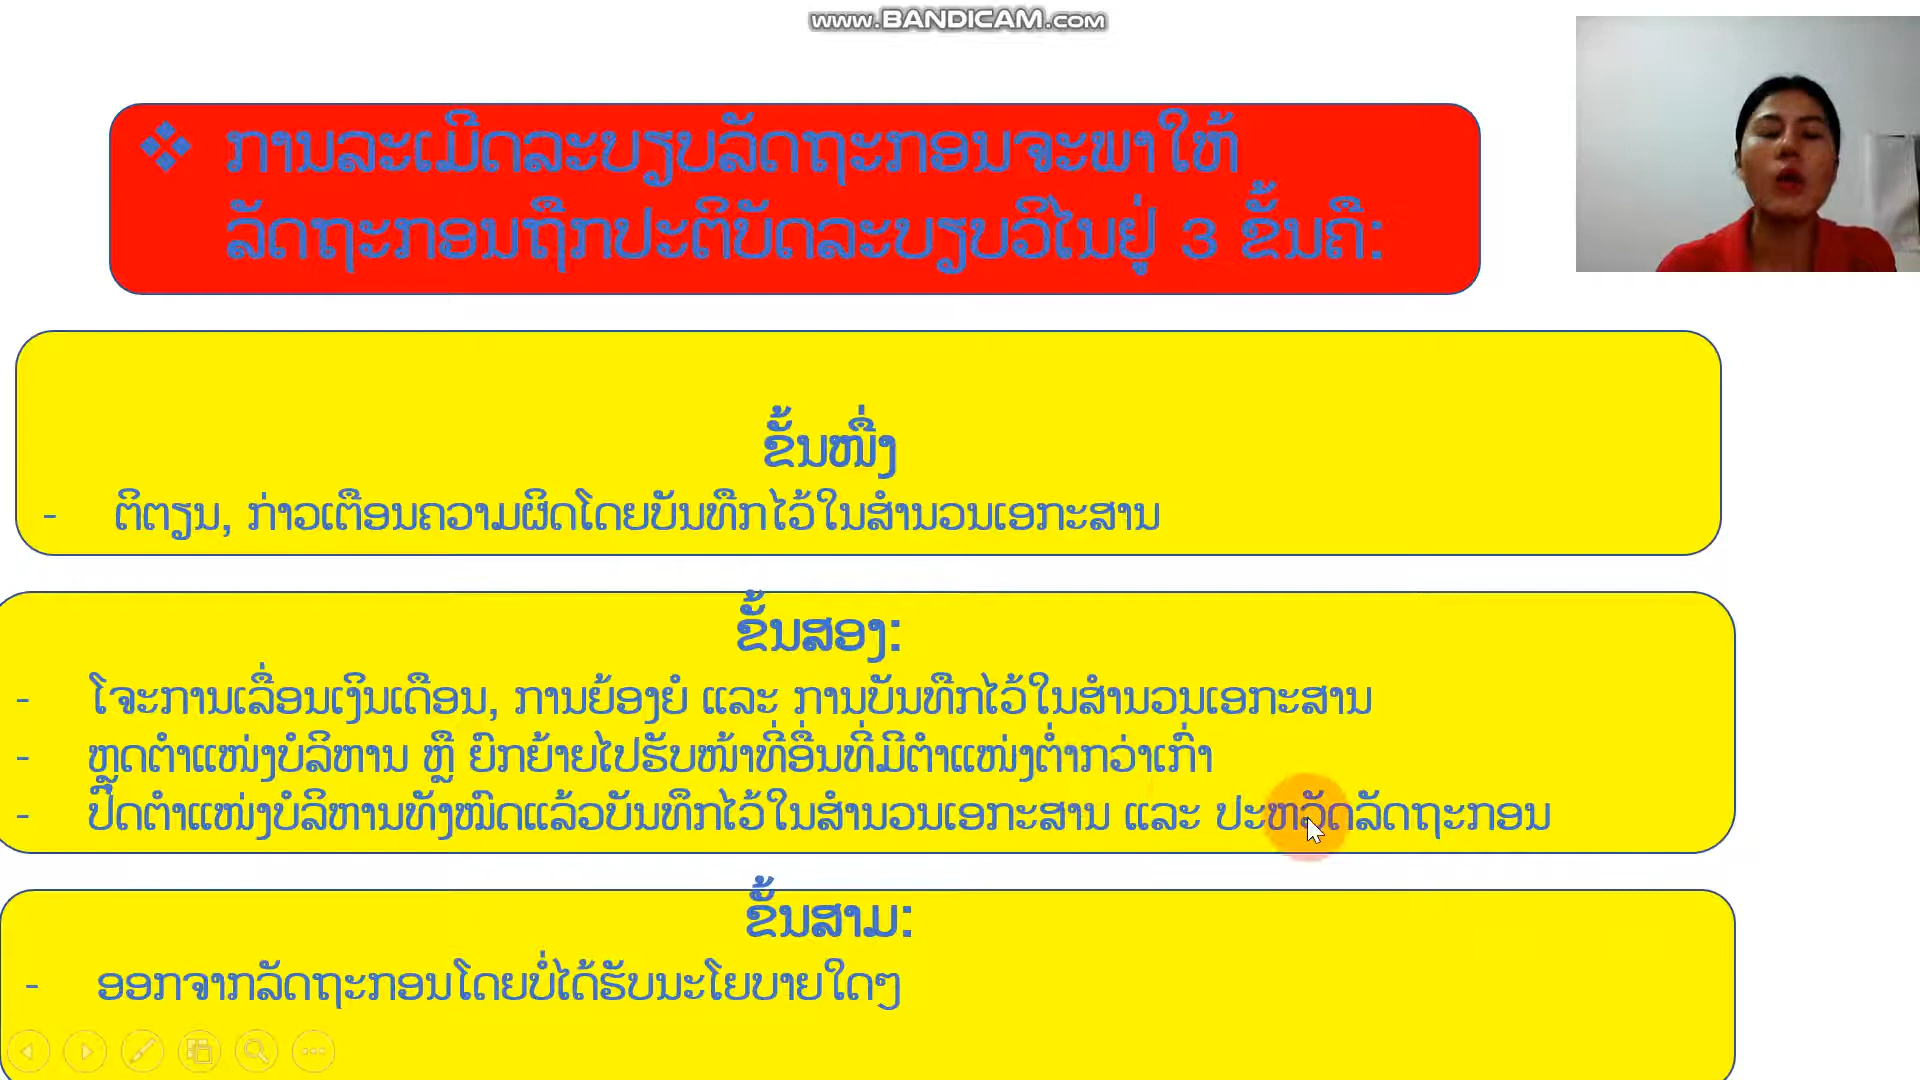 www.BANDICAM.com
❖ ການລະເມີດລະບຽບລັດຖະກອນຈະພາໃຫ້
ລັດຖະກອນຖືກປະຕິບັດລະບຽບວິໄນຢູ່ 3 ຂັ້ນຄື:
ຂັ້ນໜຶ່ງ
- ຕິຕຽນ, ກ່າວເຕືອນຄວາມຜິດໂດຍບັນທຶກໄວ້ໃນສຳນວນເອກະສານ
ຂັ້ນສອງ:
- ໂຈະການເລື່ອນເງິນເດືອນ, ການຍ້ອງຍໍ ແລະ ການບັນທຶກໄວ້ໃນສຳນວນເອກະສານ
- ຫຼຸດຕຳແໜ່ງບໍລິຫານ ຫຼື ຍົກຍ້າຍໄປຮັບໜ້າທີ່ອື່ນທີ່ມີຕຳແໜ່ງຕ່ຳກວ່າເກົ່າ
- ປົດຕຳແໜ່ງບໍລິຫານທັງໝົດແລ້ວບັນທຶກໄວ້ໃນສຳນວນເອກະສານ ແລະ ປະຫວັດລັດຖະກອນ
ຂັ້ນສາມ:
- ອອກຈາກລັດຖະກອນໂດຍບໍ່ໄດ້ຮັບນະໂຍບາຍໃດໆ